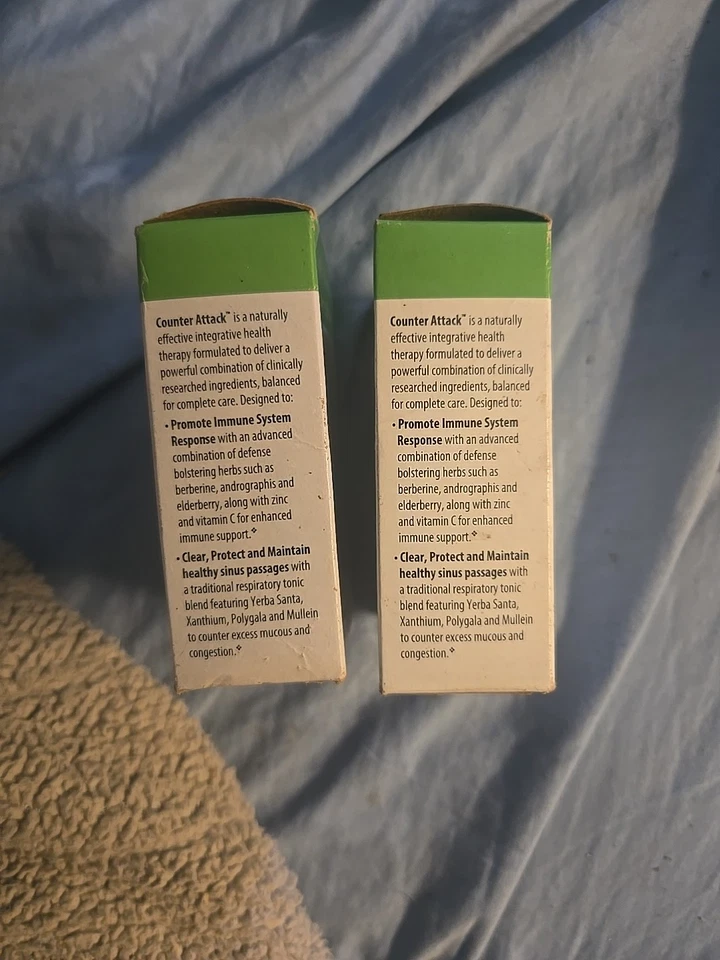 Counter Attack™ is a naturally
effective integrative health
therapy formulated to deliver a
powerful combination of clinically
researched ingredients, balanced
for complete care. Designed to:
• Promote Immune System
Response with an advanced
combination of defense
bolstering herbs such as
berberine, andrographis and
elderberry, along with zinc
and vitamin C for enhanced
immune support.❖
• Clear, Protect and Maintain
healthy sinus passages with
a traditional respiratory tonic
blend featuring Yerba Santa,
Xanthium, Polygala and Mullein
to counter excess mucous and
congestion.❖
Counter Attack™ is a naturally
effective integrative health
therapy formulated to deliver a
powerful combination of clinically
researched ingredients, balanced
for complete care. Designed to:
• Promote Immune System
Response with an advanced
combination of defense
bolstering herbs such as
berberine, andrographis and
elderberry, along with zinc
and vitamin C for enhanced
immune support.❖
• Clear, Protect and Maintain
healthy sinus passages with
a traditional respiratory tonic
blend featuring Yerba Santa,
Xanthium, Polygala and Mullein
to counter excess mucous and
congestion.❖